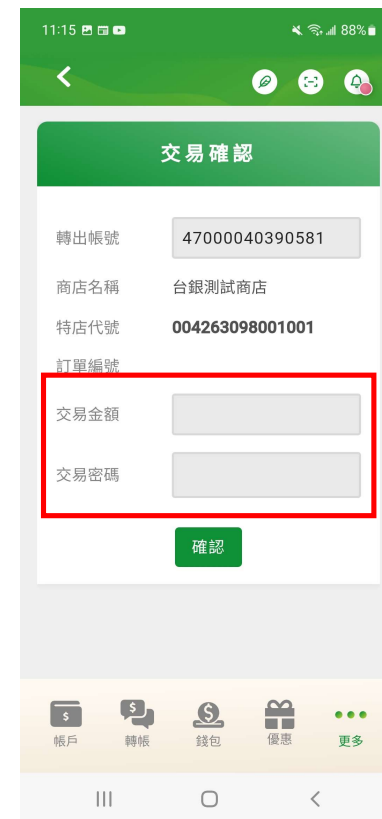 11:15 88%
交易確認
轉出帳號 47000040390581
商店名稱 台銀測試商店
特店代號 004263098001001
訂單編號
交易金額
交易密碼
確認
帳戶 轉帳 錢包 優惠 更多